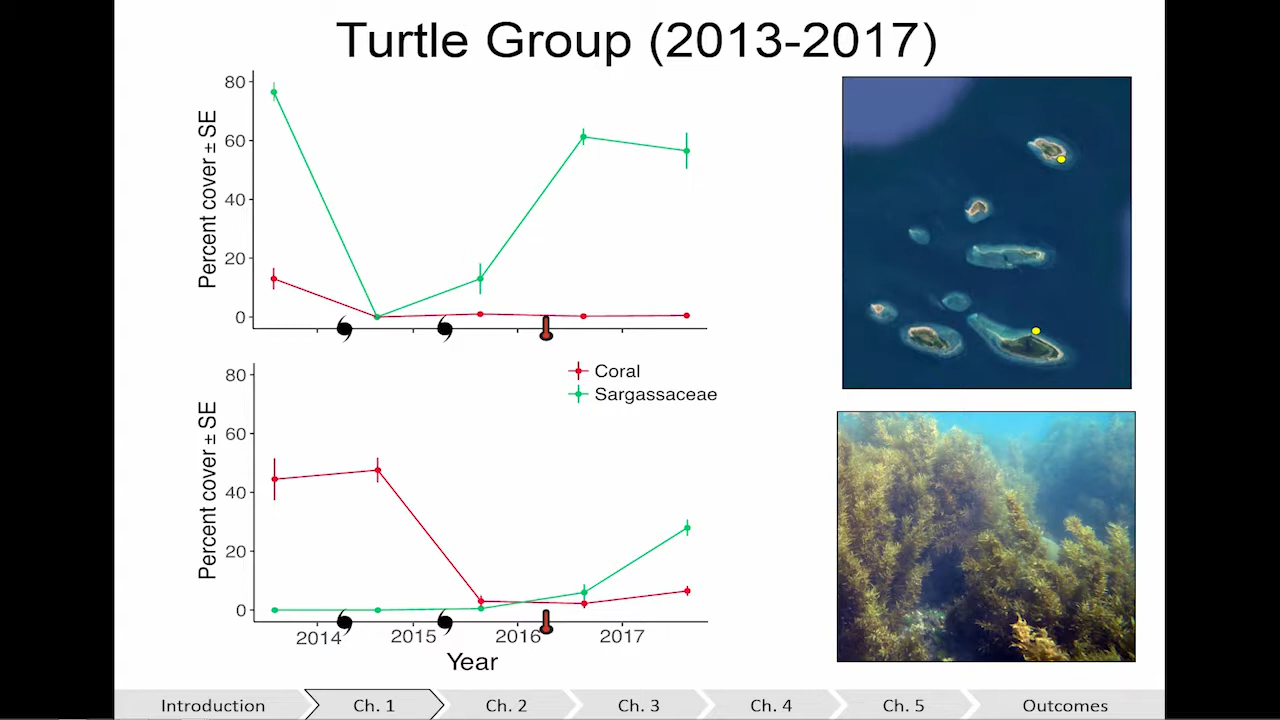 Turtle Group (2013-2017)
Percent cover ± SE
80
60
40
20
0
Coral
Sargassaceae
Percent cover ± SE
80
60
40
20
0
2014
2015
2016
2017
Year
Introduction
Ch. 1
Ch. 2
Ch. 3
Ch. 4
Ch. 5
Outcomes